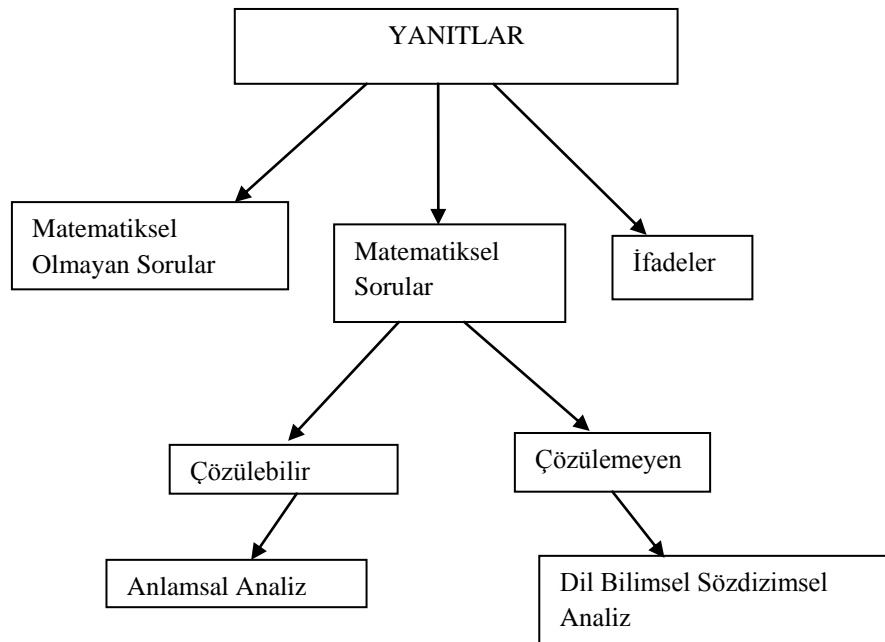 YANITLAR
Matematiksel
Olmayan Sorular
Matematiksel
Sorular
İfadeler
Çözülebilir
Çözülemeyen
Anlamsal Analiz
Dil Bilimsel Sözdizimsel
Analiz